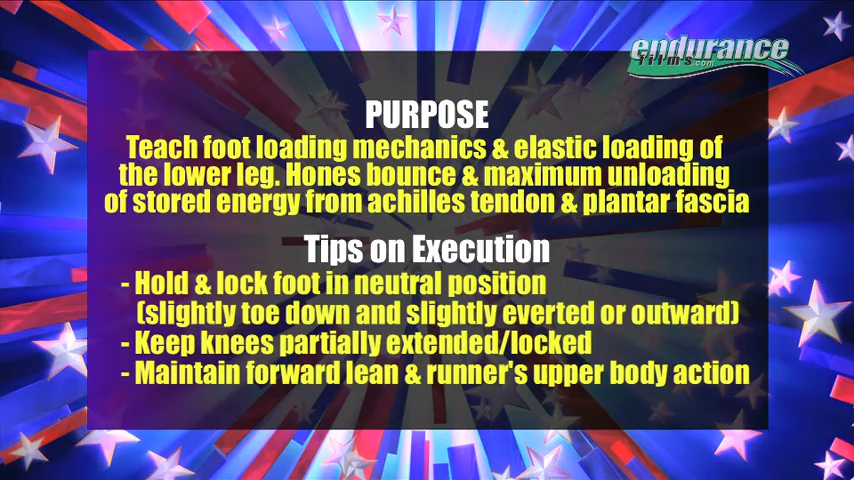 endurance
films.com
PURPOSE
Teach foot loading mechanics & elastic loading of
the lower leg. Hones bounce & maximum unloading
of stored energy from achilles tendon & plantar fascia
Tips on Execution
- Hold & lock foot in neutral position
(slightly toe down and slightly everted or outward)
- Keep knees partially extended/locked
- Maintain forward lean & runner's upper body action